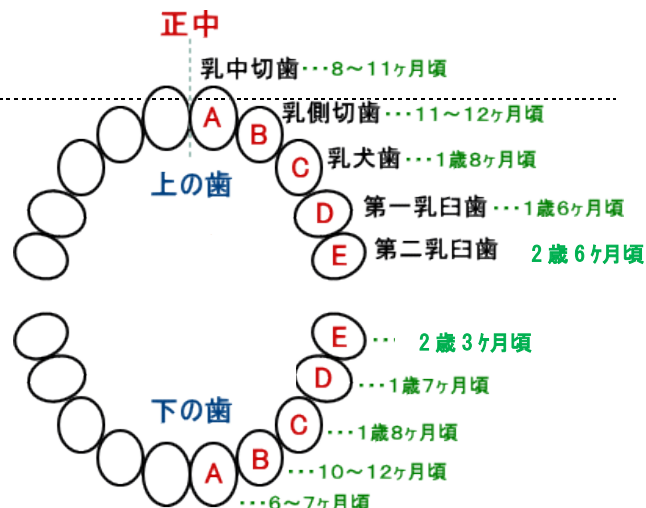 正中
乳中切歯･･･8～11ヶ月頃
A
B 乳側切歯･･･11～12ヶ月頃
C 乳犬歯･･･1歳8ヶ月頃
上の歯
D 第一乳臼歯･･･1歳6ヶ月頃
E 第二乳臼歯 2歳6ヶ月頃
E ･･･ 2歳3ヶ月頃
D ･･･1歳7ヶ月頃
下の歯
C ･･･1歳8ヶ月頃
B ･･･10～12ヶ月頃
A ･･･6～7ヶ月頃